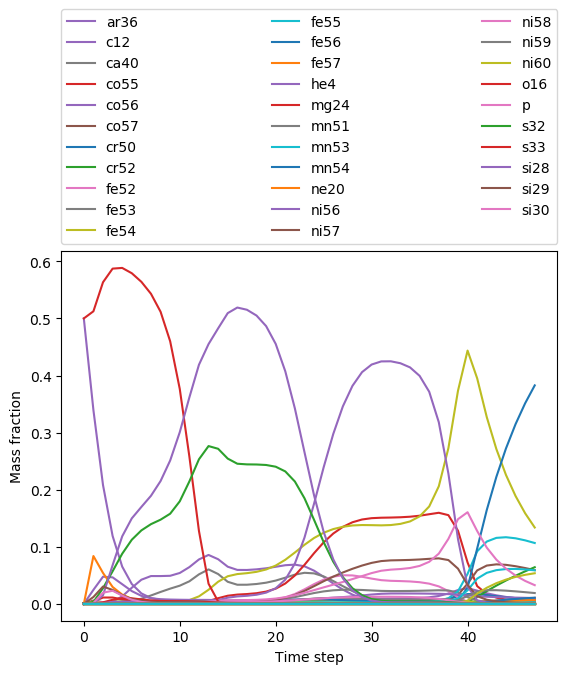 ar36
c12
ca40
co55
co56
co57
cr50
cr52
fe52
fe53
fe54
fe55
fe56
fe57
he4
mg24
mn51
mn53
mn54
ne20
ni56
ni57
ni58
ni59
ni60
o16
p
s32
s33
si28
si29
si30
0.6
0.5
0.4
0.3
0.2
0.1
0.0
Mass fraction
0
10
20
30
40
Time step